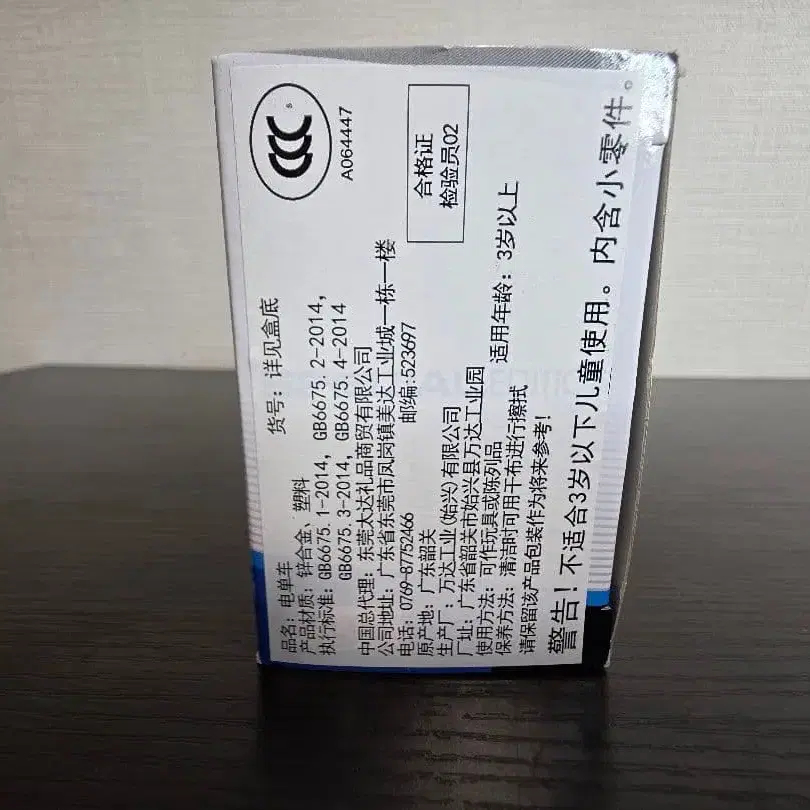 CCC
S
A064447
合格证
检验员02
品名：电单车
货号：详见盒底
产品材质：锌合金、塑料
执行标准：GB6675.1-2014，GB6675.2-2014，
GB6675.3-2014，GB6675.4-2014
中国总代理：东莞太达礼品商贸有限公司
公司地址：广东省东莞市凤岗镇美达工业城一栋一楼
电话：0769-87752466
邮编:523697
原产地：广东韶关
生产厂：万达工业(始兴)有限公司
厂址：广东省韶关市始兴县万达工业园
使用方法：可作玩具或陈列品
适用年龄：3岁以上
保养方法：清洁时可用干布进行擦拭
请保留该产品包装作为将来参考！
警告！不适合3岁以下儿童使用。内含小零件。